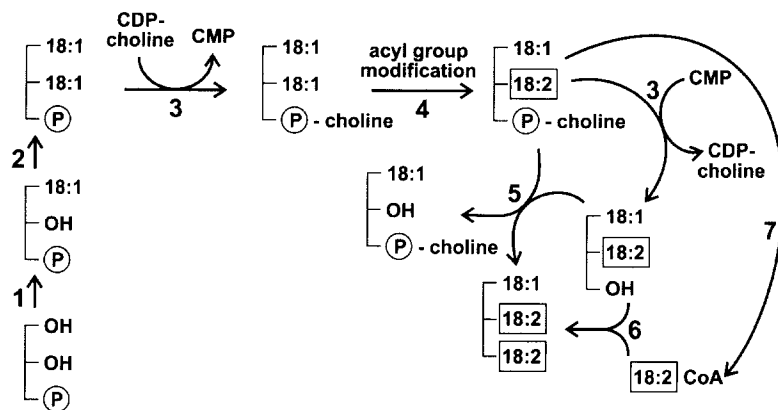 CDP-
choline
CMP
18:1
18:1
P
3
18:1
18:1
P - choline
acyl group
modification
4
18:1
18:2
P - choline
3
CMP
CDP-
choline
2
18:1
OH
P
1
OH
OH
P
5
18:1
OH
P - choline
18:1
18:2
OH
7
18:1
18:2
18:2
6
18:2 CoA